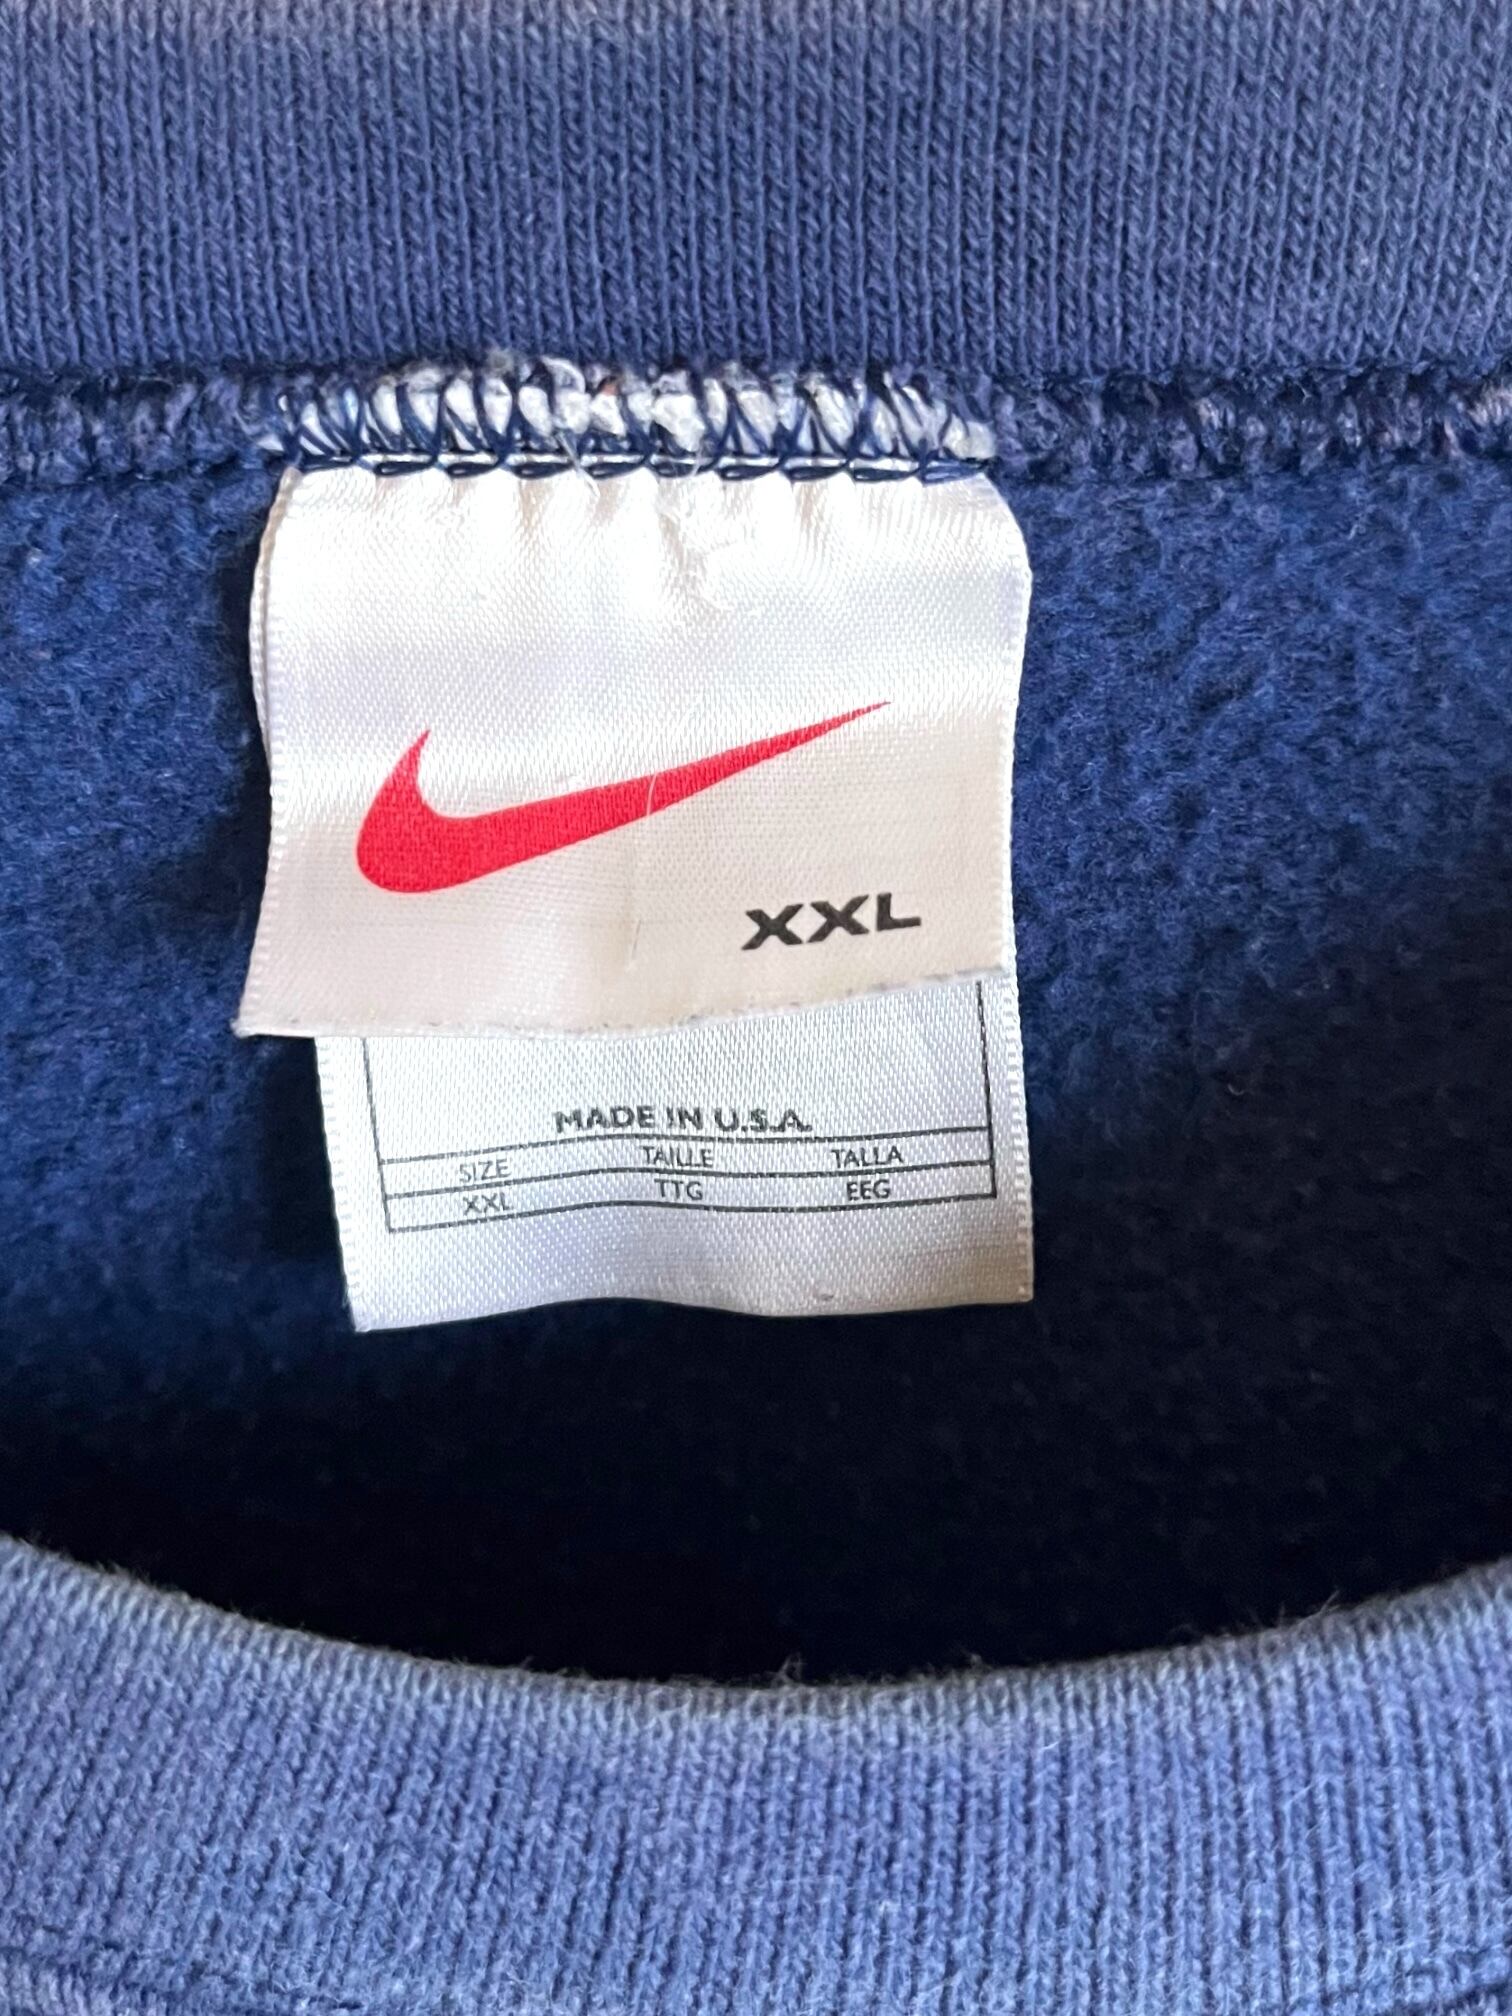 XXL
MADE IN U.S.A.
SIZE TAILLE TALLA
XXL TTG EEG